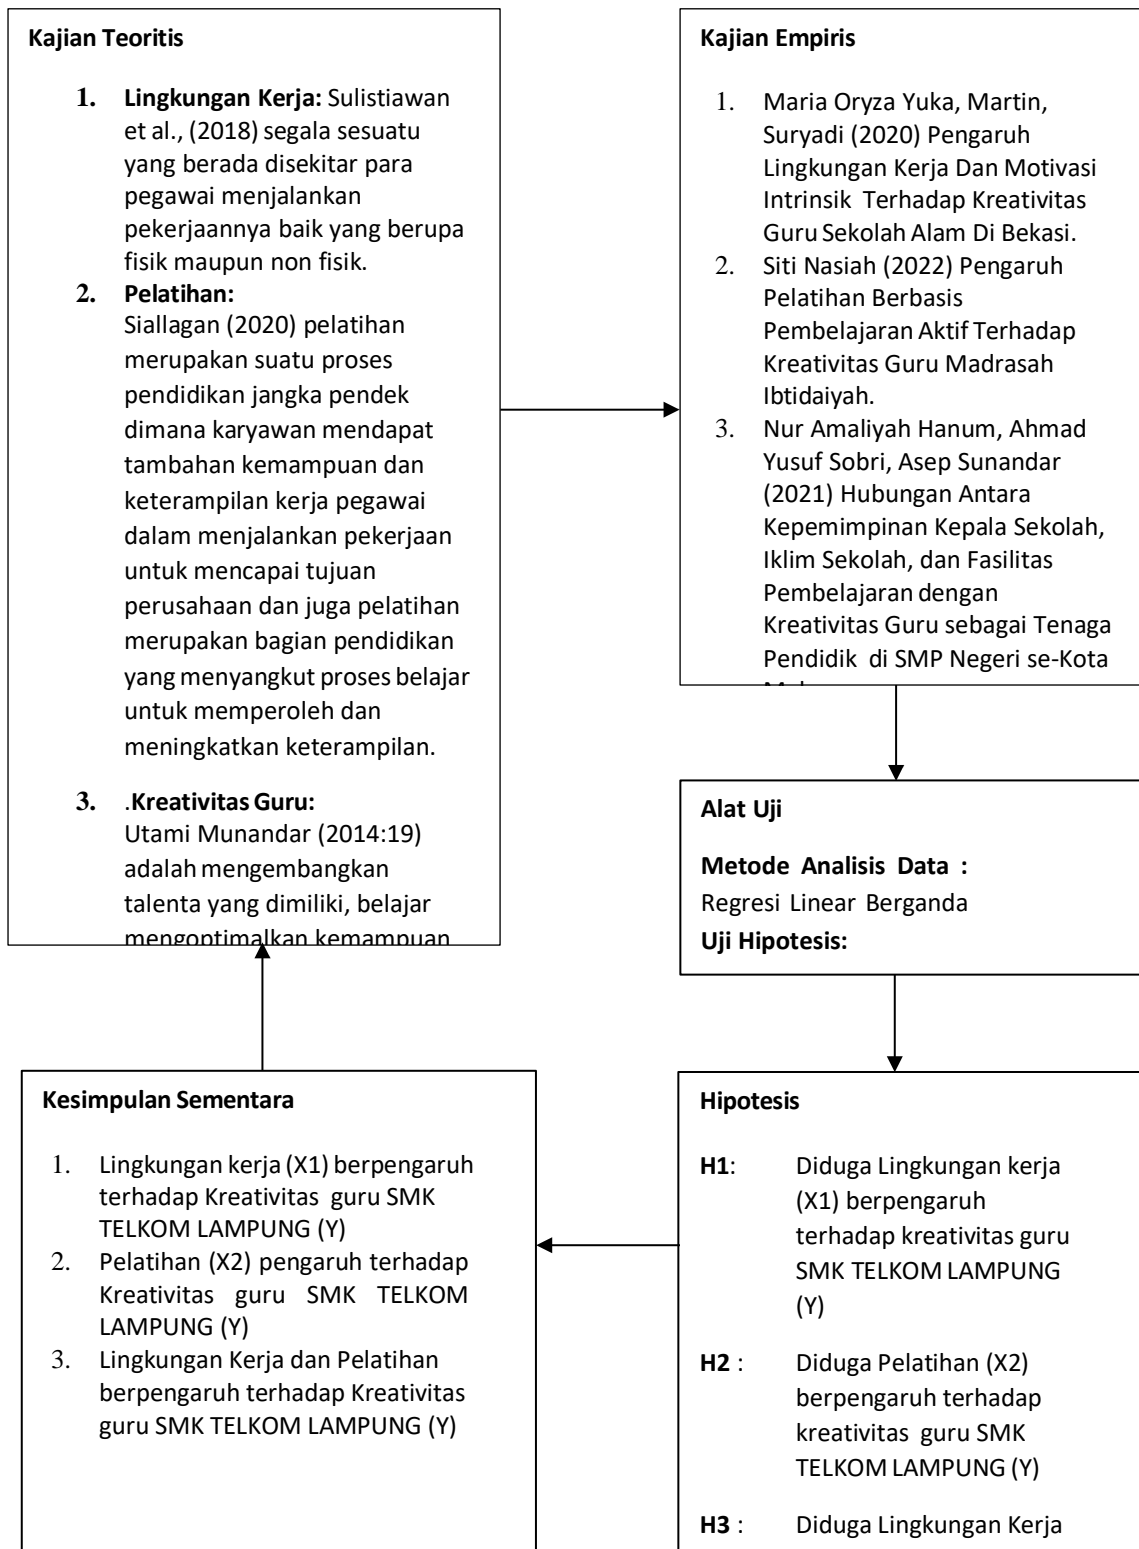 Kajian Teoritis
1. Lingkungan Kerja: Sulistiawan
et al., (2018) segala sesuatu
yang berada disekitar para
pegawai menjalankan
pekerjaannya baik yang berupa
fisik maupun non fisik.
2. Pelatihan:
Siallagan (2020) pelatihan
merupakan suatu proses
pendidikan jangka pendek
dimana karyawan mendapat
tambahan kemampuan dan
keterampilan kerja pegawai
dalam menjalankan pekerjaan
untuk mencapai tujuan
perusahaan dan juga pelatihan
merupakan bagian pendidikan
yang menyangkut proses belajar
untuk memperoleh dan
meningkatkan keterampilan.
3. .Kreativitas Guru:
Utami Munandar (2014:19)
adalah mengembangkan
talenta yang dimiliki, belajar
mengoptimalkan kemampuan
Kajian Empiris
1. Maria Oryza Yuka, Martin,
Suryadi (2020) Pengaruh
Lingkungan Kerja Dan Motivasi
Intrinsik Terhadap Kreativitas
Guru Sekolah Alam Di Bekasi.
2. Siti Nasiah (2022) Pengaruh
Pelatihan Berbasis
Pembelajaran Aktif Terhadap
Kreativitas Guru Madrasah
Ibtidaiyah.
3. Nur Amaliyah Hanum, Ahmad
Yusuf Sobri, Asep Sunandar
(2021) Hubungan Antara
Kepemimpinan Kepala Sekolah,
Iklim Sekolah, dan Fasilitas
Pembelajaran dengan
Kreativitas Guru sebagai Tenaga
Pendidik di SMP Negeri se-Kota
Alat Uji
Metode Analisis Data :
Regresi Linear Berganda
Uji Hipotesis:
Hipotesis
H1: Diduga Lingkungan kerja
(X1) berpengaruh
terhadap kreativitas guru
SMK TELKOM LAMPUNG
(Y)
H2 : Diduga Pelatihan (X2)
berpengaruh terhadap
kreativitas guru SMK
TELKOM LAMPUNG (Y)
H3 : Diduga Lingkungan Kerja
Kesimpulan Sementara
1. Lingkungan kerja (X1) berpengaruh
terhadap Kreativitas guru SMK
TELKOM LAMPUNG (Y)
2. Pelatihan (X2) pengaruh terhadap
Kreativitas guru SMK TELKOM
LAMPUNG (Y)
3. Lingkungan Kerja dan Pelatihan
berpengaruh terhadap Kreativitas
guru SMK TELKOM LAMPUNG (Y)